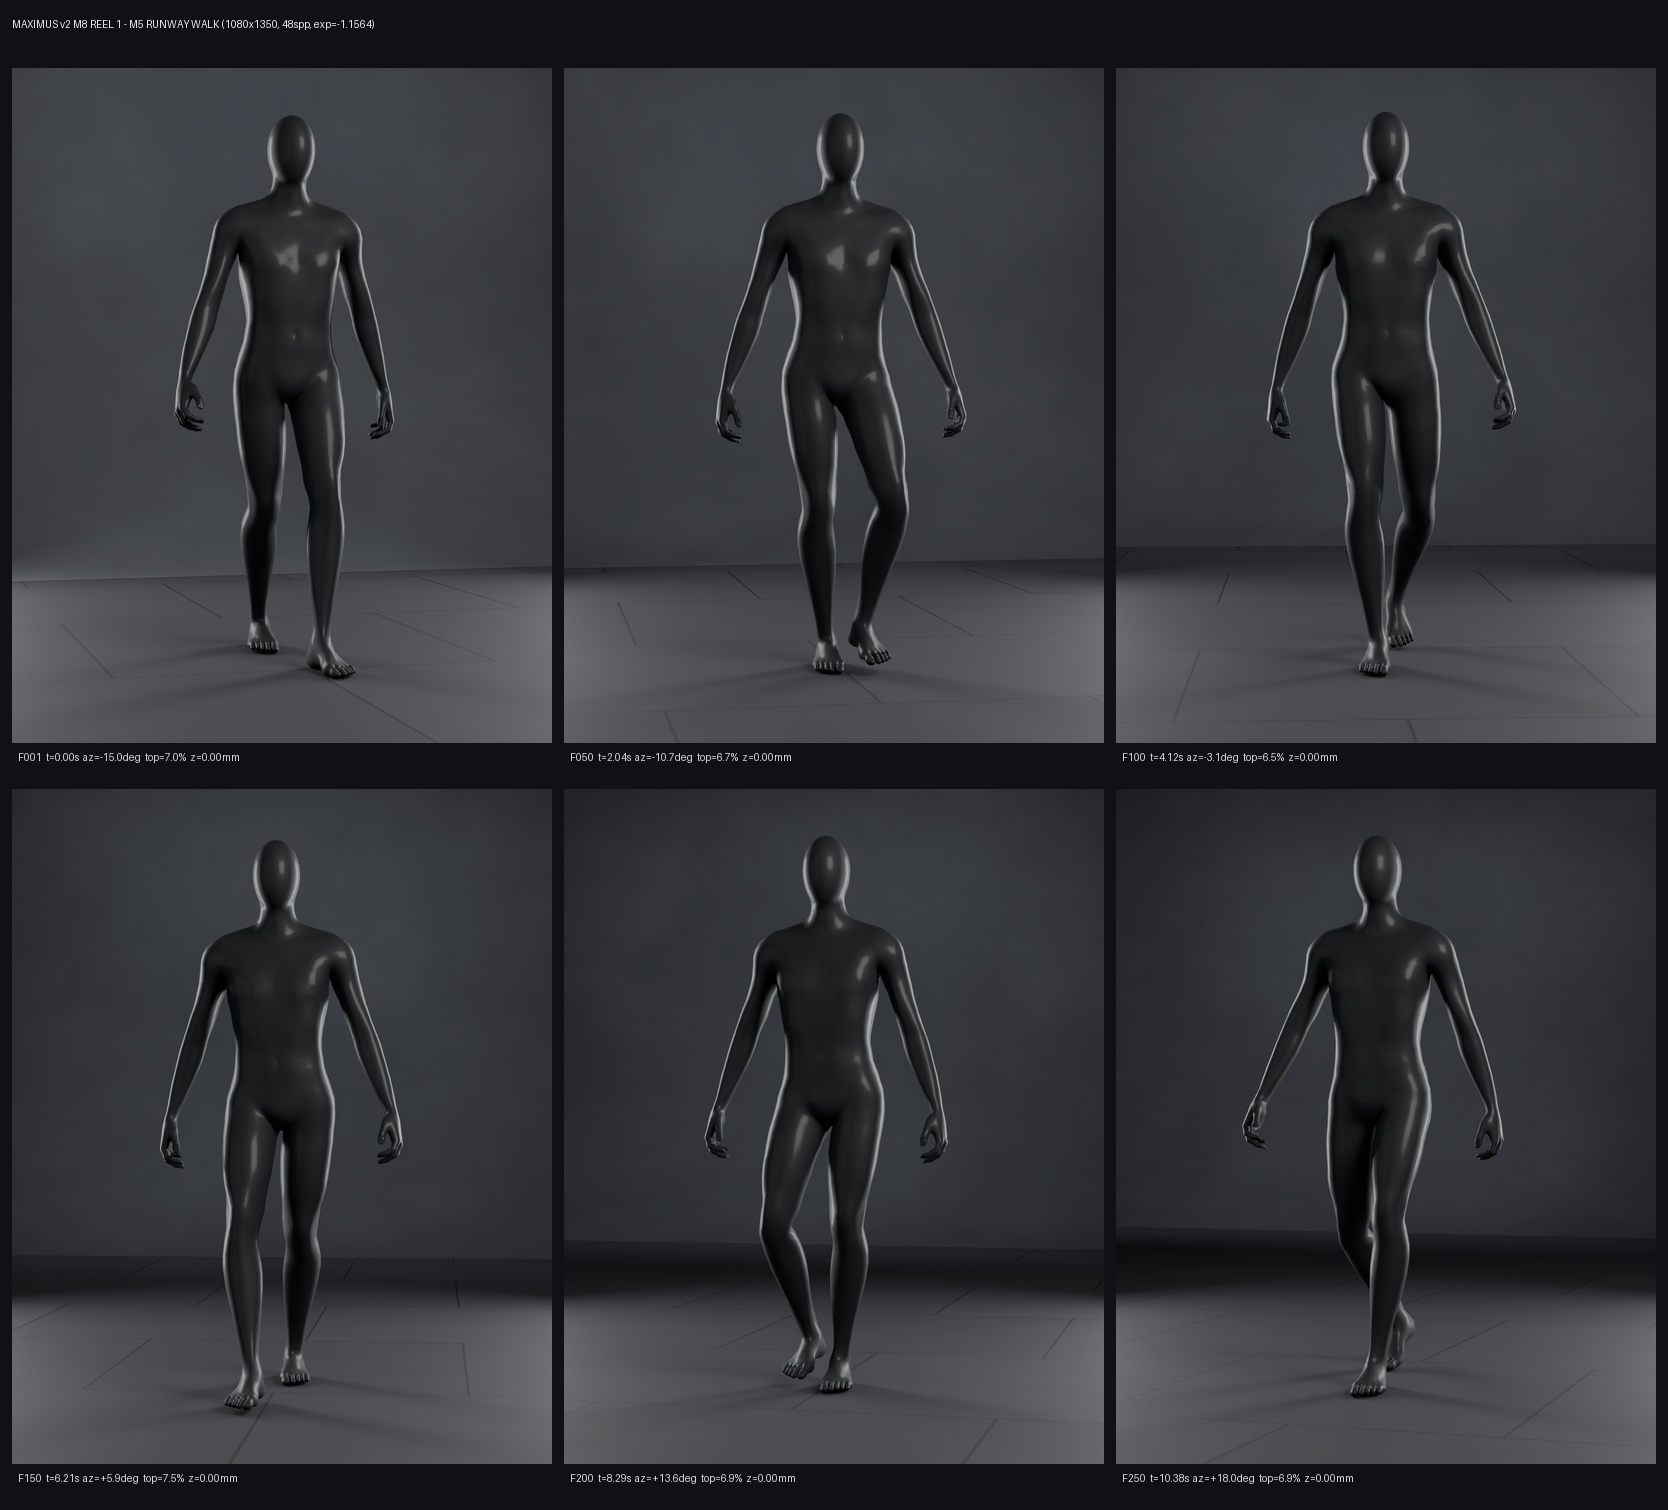 MAXIMUS v2 M8 REEL 1 - M5 RUNWAY WALK (1080x1350, 48spp, exp=-1.1564)
F001 t=0.00s az=-15.0deg top=7.0% z=0.00mm
F050 t=2.04s az=-10.7deg top=6.7% z=0.00mm
F100 t=4.12s az=-3.1deg top=6.5% z=0.00mm
F150 t=6.21s az=+5.9deg top=7.5% z=0.00mm
F200 t=8.29s az=+13.6deg top=6.9% z=0.00mm
F250 t=10.38s az=+18.0deg top=6.9% z=0.00mm